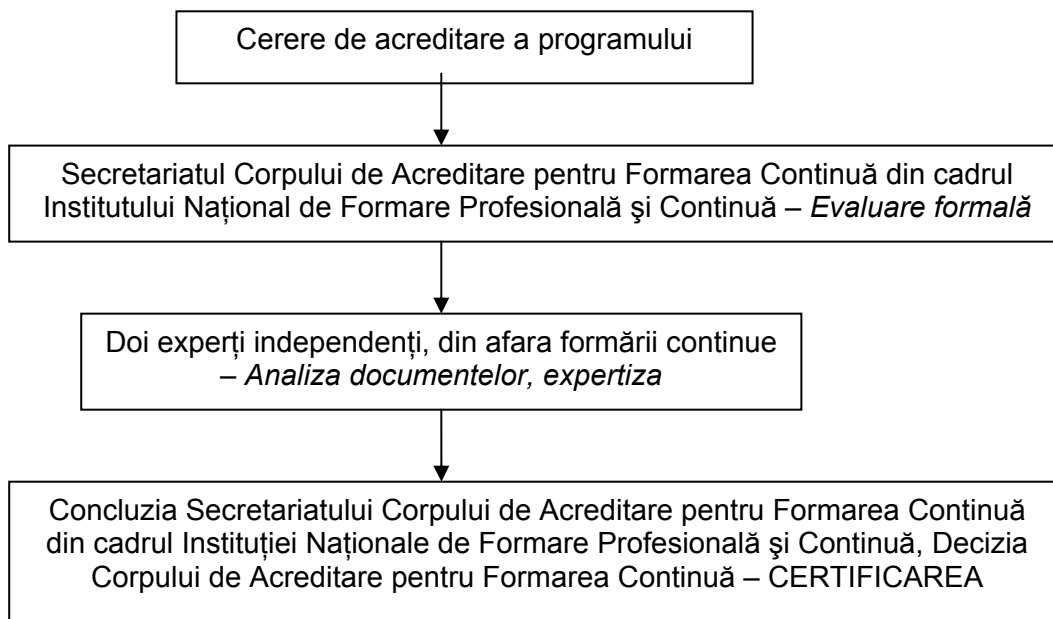 Cerere de acreditare a programului
Secretariatul Corpului de Acreditare pentru Formarea Continuă din cadrul
Institutului Național de Formare Profesională şi Continuă – Evaluare formală
Doi experți independenți, din afara formării continue
– Analiza documentelor, expertiza
Concluzia Secretariatului Corpului de Acreditare pentru Formarea Continuă
din cadrul Instituției Naționale de Formare Profesională şi Continuă, Decizia
Corpului de Acreditare pentru Formarea Continuă – CERTIFICAREA